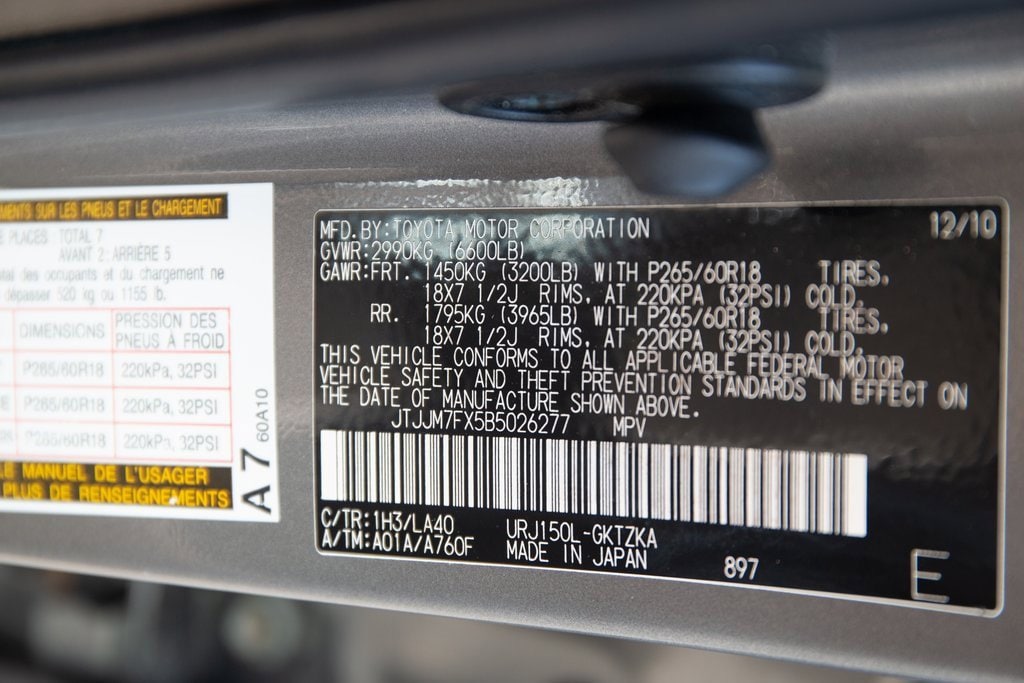 MENTS SUR LES PNEUS ET LE CHARGEMENT
PLACES TOTAL 7
AVANT 2: ARRIÈRE 5
tal des occupants et du chargement ne
dépasser 520 kg ou 1155 lb.
DIMENSIONS PRESSION DES PNEUS À FROID
P265/60R18 220kPa, 32PSI
P265/60R18 220kPa, 32PSI
P265/60R18 220kPa, 32PSI
LE MANUEL DE L'USAGER
PLUS DE RENSEIGNEMENTS
A7 60A10
MFD. BY: TOYOTA MOTOR CORPORATION 12/10
GVWR: 2990KG (6600LB)
GAWR: FRT. 1450KG (3200LB) WITH P265/60R18 TIRES.
18X7 1/2J RIMS. AT 220KPA (32PSI) COLD.
RR. 1795KG (3965LB) WITH P265/60R18 TIRES.
18X7 1/2J RIMS. AT 220KPA (32PSI) COLD.
THIS VEHICLE CONFORMS TO ALL APPLICABLE FEDERAL MOTOR
VEHICLE SAFETY AND THEFT PREVENTION STANDARDS IN EFFECT ON
THE DATE OF MANUFACTURE SHOWN ABOVE.
JTJJM7FX5B5026277 MPV
C/TR: 1H3/LA40 URJ150L-GKTZKA
A/TM: A01A/A760F MADE IN JAPAN 897 E